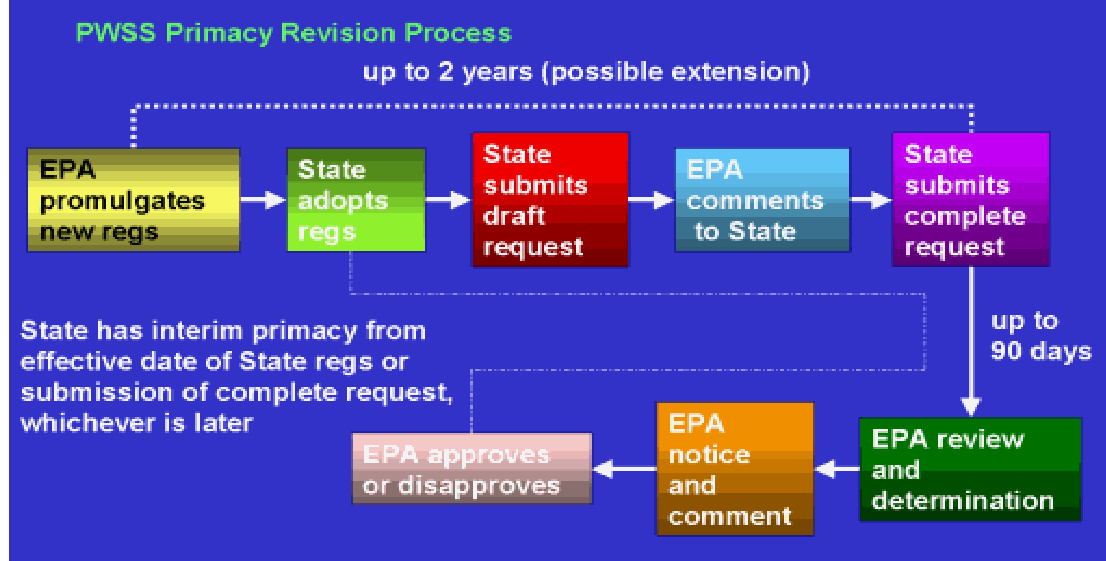 PWSS Primacy Revision Process
up to 2 years (possible extension)
EPA
promulgates
new regs
State
adopts
regs
State
submits
draft
request
EPA
comments
to State
State
submits
complete
request
State has interim primacy from
effective date of State regs or
submission of complete request,
whichever is later
up to
90 days
EPA review
and
determination
EPA
notice
and
comment
EPA approves
or disapproves